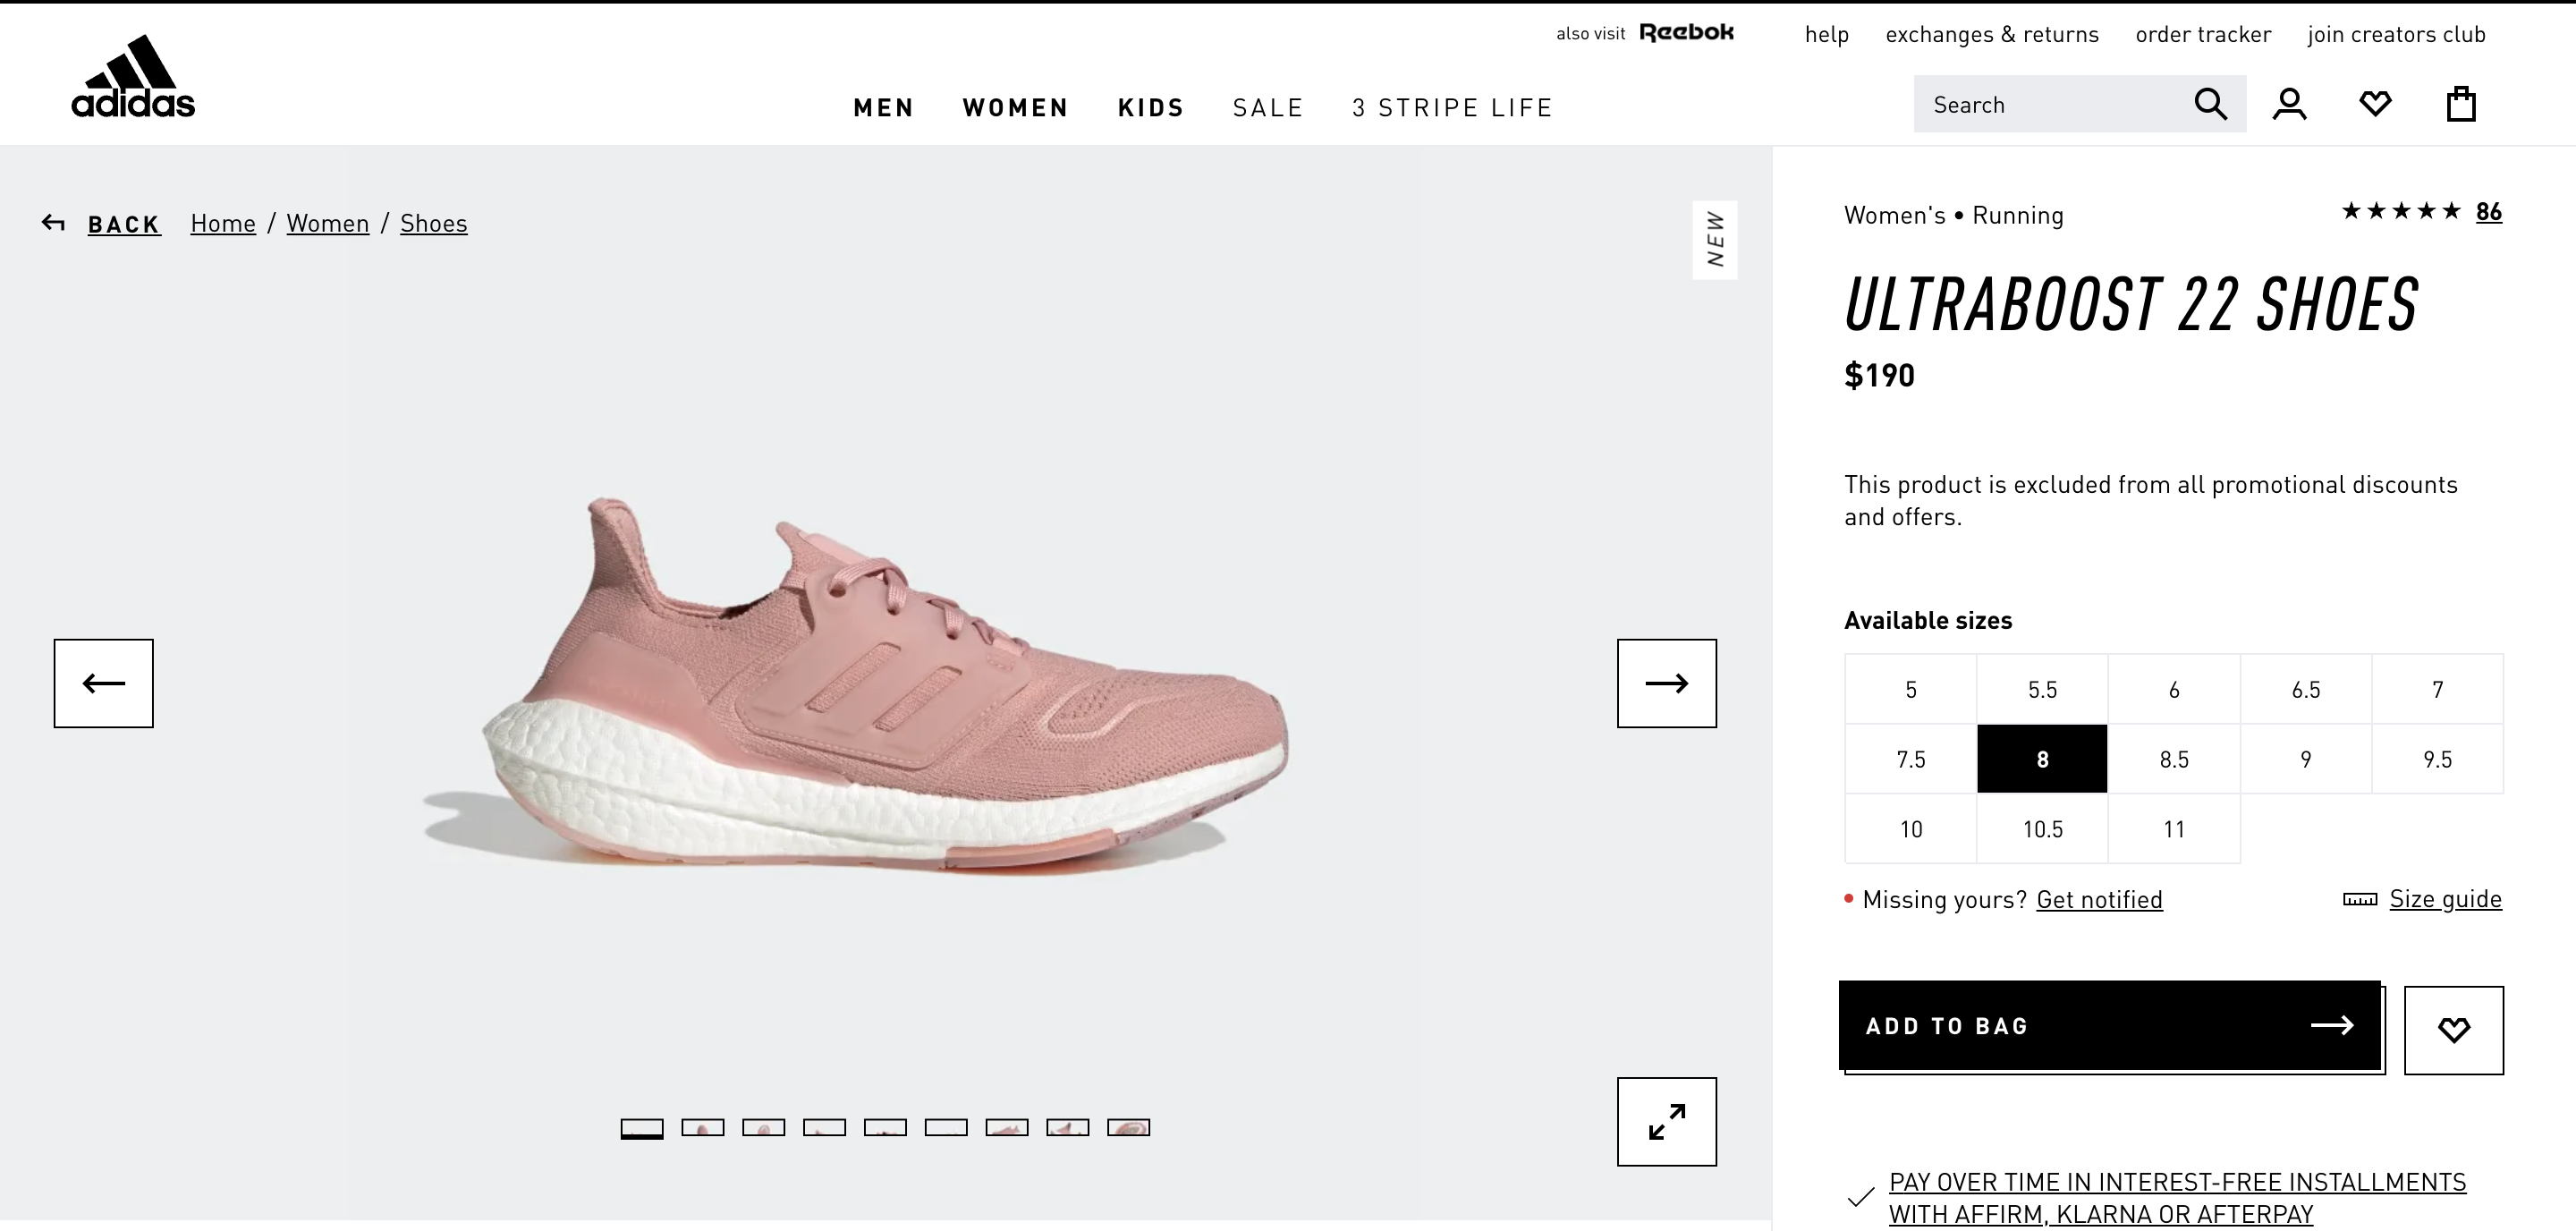 also visit Reebok help exchanges & returns order tracker join creators club
adidas
MEN WOMEN KIDS SALE 3 STRIPE LIFE
Search
BACK Home / Women / Shoes
NEW
Women's • Running
★★★★★ 86
ULTRABOOST 22 SHOES
$190
This product is excluded from all promotional discounts
and offers.
Available sizes
5 5.5 6 6.5 7
7.5 8 8.5 9 9.5
10 10.5 11
Missing yours? Get notified
Size guide
ADD TO BAG
PAY OVER TIME IN INTEREST-FREE INSTALLMENTS
WITH AFFIRM, KLARNA OR AFTERPAY